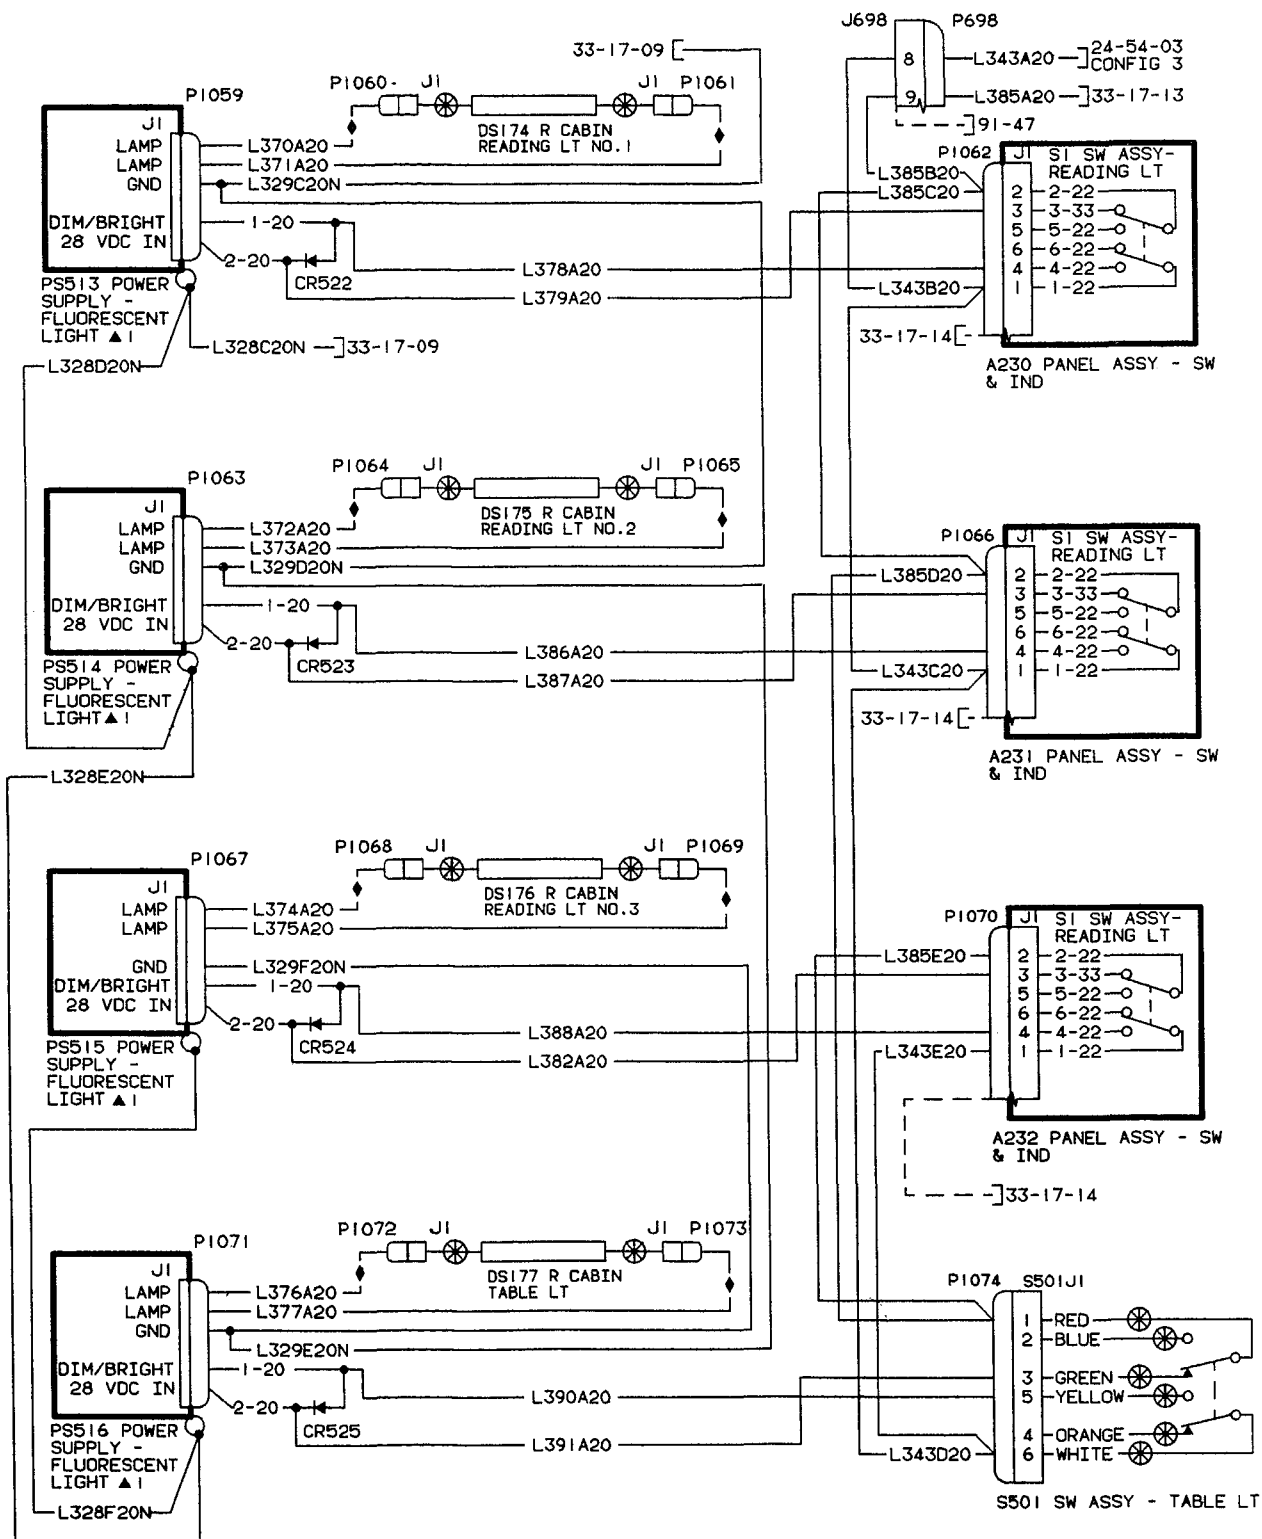 J698 P698
33-17-09
8 L343A20 24-54-03
CONFIG 3
9 L385A20 33-17-13
91-47
P1059
P1060 J1 J1 P1061
J1
LAMP L370A20
LAMP L371A20
GND L329C20N
DS174 R CABIN
READING LT NO.1
DIM/BRIGHT 1-20
28 VDC IN 2-20
CR522
L378A20
L379A20
PS513 POWER
SUPPLY -
FLUORESCENT
LIGHT ▲1
L328C20N 33-17-09
L328D20N
P1062 J1 S1 SW ASSY-
READING LT
L385B20
L385C20
2 2-22
3 3-33
5 5-22
6 6-22
4 4-22
L343B20 1 1-22
33-17-14
A230 PANEL ASSY - SW
& IND
P1063
P1064 J1 J1 P1065
J1
LAMP L372A20
LAMP L373A20
GND L329D20N
DS175 R CABIN
READING LT NO.2
DIM/BRIGHT 1-20
28 VDC IN 2-20
CR523
L386A20
L387A20
PS514 POWER
SUPPLY -
FLUORESCENT
LIGHT ▲1
L328E20N
P1066 J1 S1 SW ASSY-
READING LT
L385D20 2 2-22
3 3-33
5 5-22
6 6-22
4 4-22
L343C20 1 1-22
33-17-14
A231 PANEL ASSY - SW
& IND
P1067
P1068 J1 J1 P1069
J1
LAMP L374A20
LAMP L375A20
DS176 R CABIN
READING LT NO.3
GND L329F20N
DIM/BRIGHT 1-20
28 VDC IN 2-20
CR524
L388A20
L382A20
PS515 POWER
SUPPLY -
FLUORESCENT
LIGHT ▲1
P1070 J1 S1 SW ASSY-
READING LT
L385E20 2 2-22
3 3-33
5 5-22
6 6-22
4 4-22
L343E20 1 1-22
A232 PANEL ASSY - SW
& IND
33-17-14
P1071
P1072 J1 J1 P1073
J1
LAMP L376A20
LAMP L377A20
GND
L329E20N
DS177 R CABIN
TABLE LT
DIM/BRIGHT 1-20
28 VDC IN 2-20
CR525
L390A20
L391A20
PS516 POWER
SUPPLY -
FLUORESCENT
LIGHT ▲1
L328F20N
P1074 S501J1
1 RED
2 BLUE
3 GREEN
5 YELLOW
4 ORANGE
L343D20 6 WHITE
S501 SW ASSY - TABLE LT